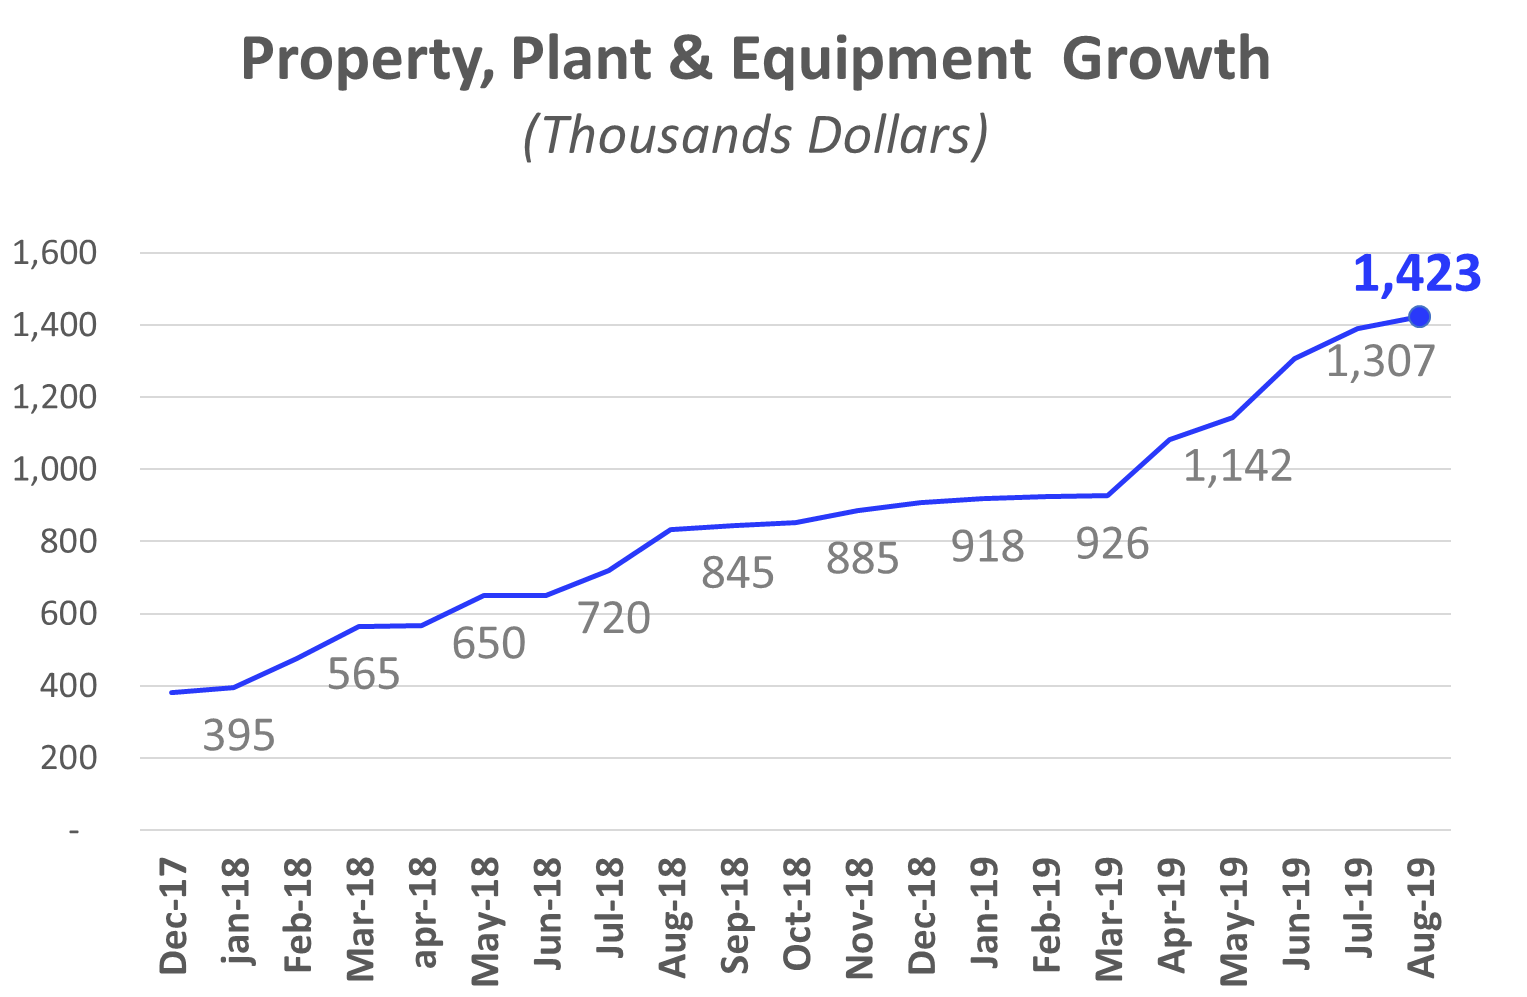 Property, Plant & Equipment  Growth
(Thousands Dollars)
1,600
1,400
1,200
1,000
800
600
400
200
-
395
565
650
720
845
885
918
926
1,142
1,307
1,423
Dec-17
jan-18
Feb-18
Mar-18
apr-18
May-18
Jun-18
Jul-18
Aug-18
Sep-18
Oct-18
Nov-18
Dec-18
Jan-19
Feb-19
Mar-19
Apr-19
May-19
Jun-19
Jul-19
Aug-19